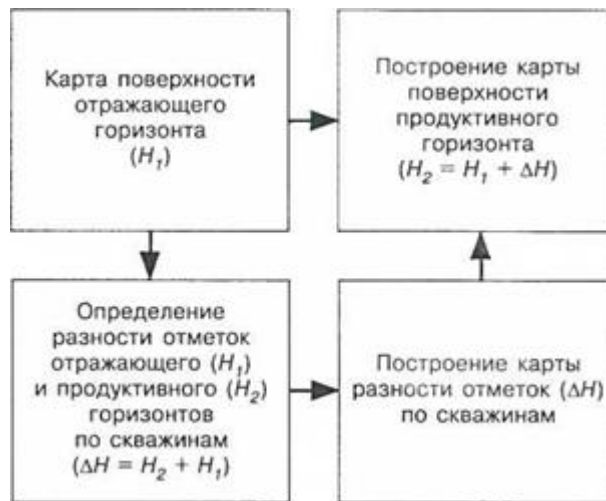 Карта поверхности
отражающего
горизонта
(H₁)
Построение карты
поверхности
продуктивного
горизонта
(H₂ = H₁ + ΔH)
Определение
разности отметок
отражающего (H₁)
и продуктивного (H₂)
горизонтов
по скважинам
(ΔH = H₂ + H₁)
Построение карты
разности отметок (ΔH)
по скважинам